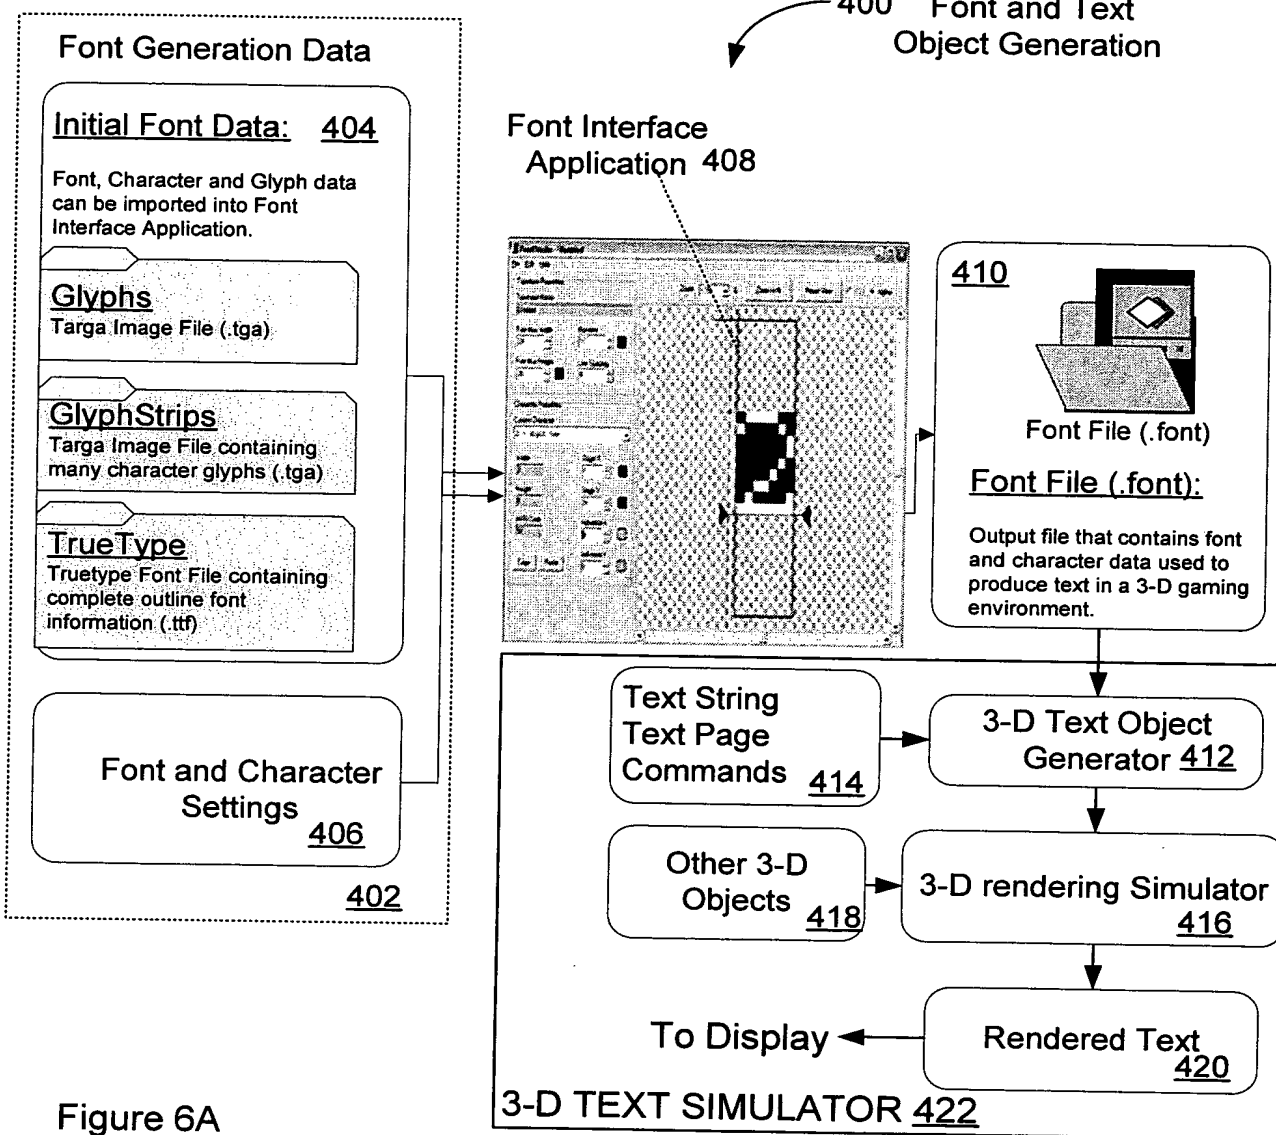 400 Font and Text
Object Generation
Font Generation Data
Initial Font Data: 404
Font, Character and Glyph data
can be imported into Font
Interface Application.
Glyphs
Targa Image File (.tga)
GlyphStrips
Targa Image File containing
many character glyphs (.tga)
TrueType
Truetype Font File containing
complete outline font
information (.ttf)
Font and Character
Settings
406
402
Font Interface
Application 408
410
Font File (.font)
Font File (.font):
Output file that contains font
and character data used to
produce text in a 3-D gaming
environment.
Text String
Text Page
Commands 414
3-D Text Object
Generator 412
Other 3-D
Objects 418
3-D rendering Simulator
416
Rendered Text
420
To Display
3-D TEXT SIMULATOR 422
Figure 6A